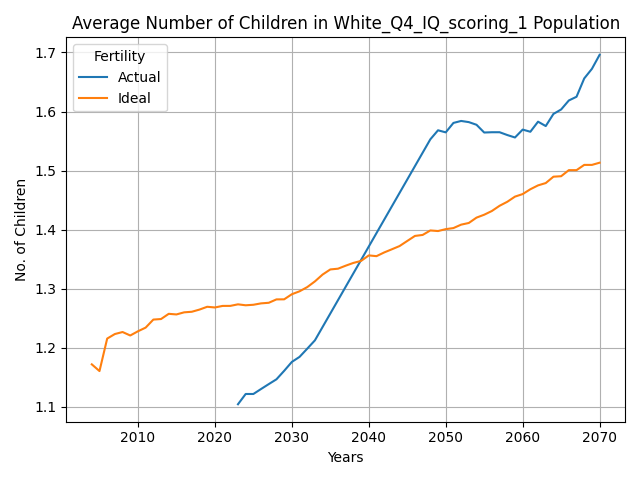 Average Number of Children in White_Q4_IQ_scoring_1 Population
Fertility
Actual
Ideal
No. of Children
1.7
1.6
1.5
1.4
1.3
1.2
1.1
2010 2020 2030 2040 2050 2060 2070
Years